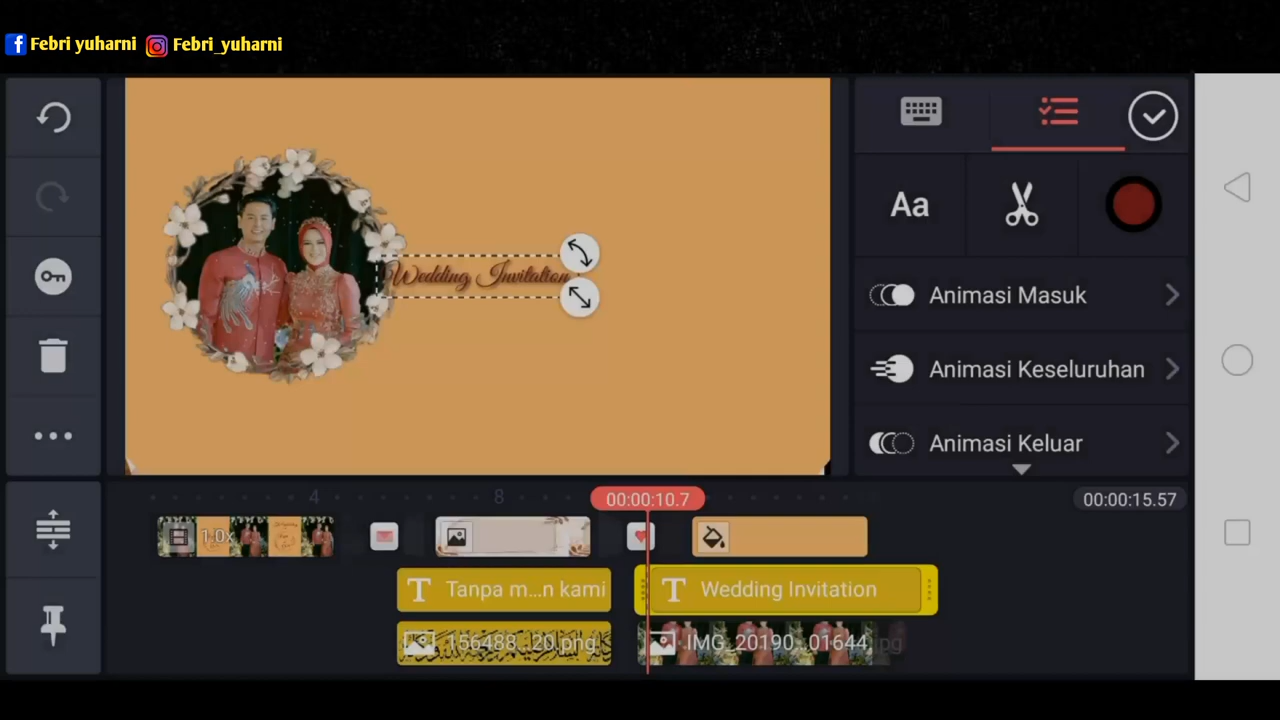 Febri yuharni Febri_yuharni
Aa
Wedding Invitation
Animasi Masuk
Animasi Keseluruhan
Animasi Keluar
4 8 00:00:10.7 00:00:15.57
1.0x
Tanpa m...n kami Wedding Invitation
156488...20.png IMG_20190...01644.jpg